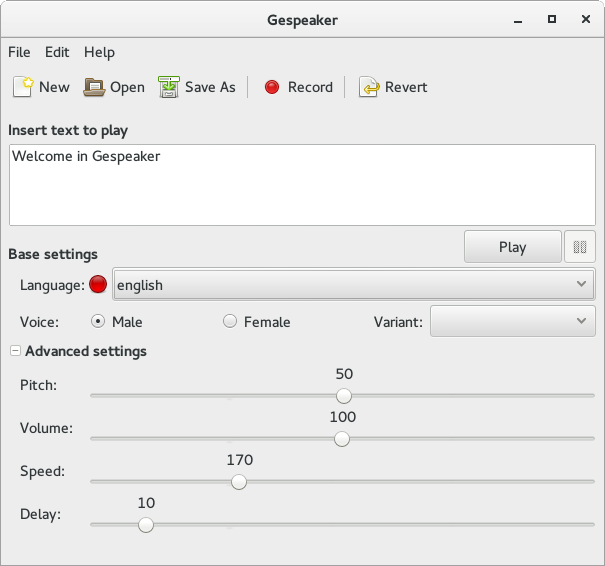 Gespeaker
File Edit Help
New Open Save As Record Revert
Insert text to play
Welcome in Gespeaker
Play
Base settings
Language: english
Voice: Male Female Variant:
Advanced settings
50
Pitch:
100
Volume:
170
Speed:
10
Delay: